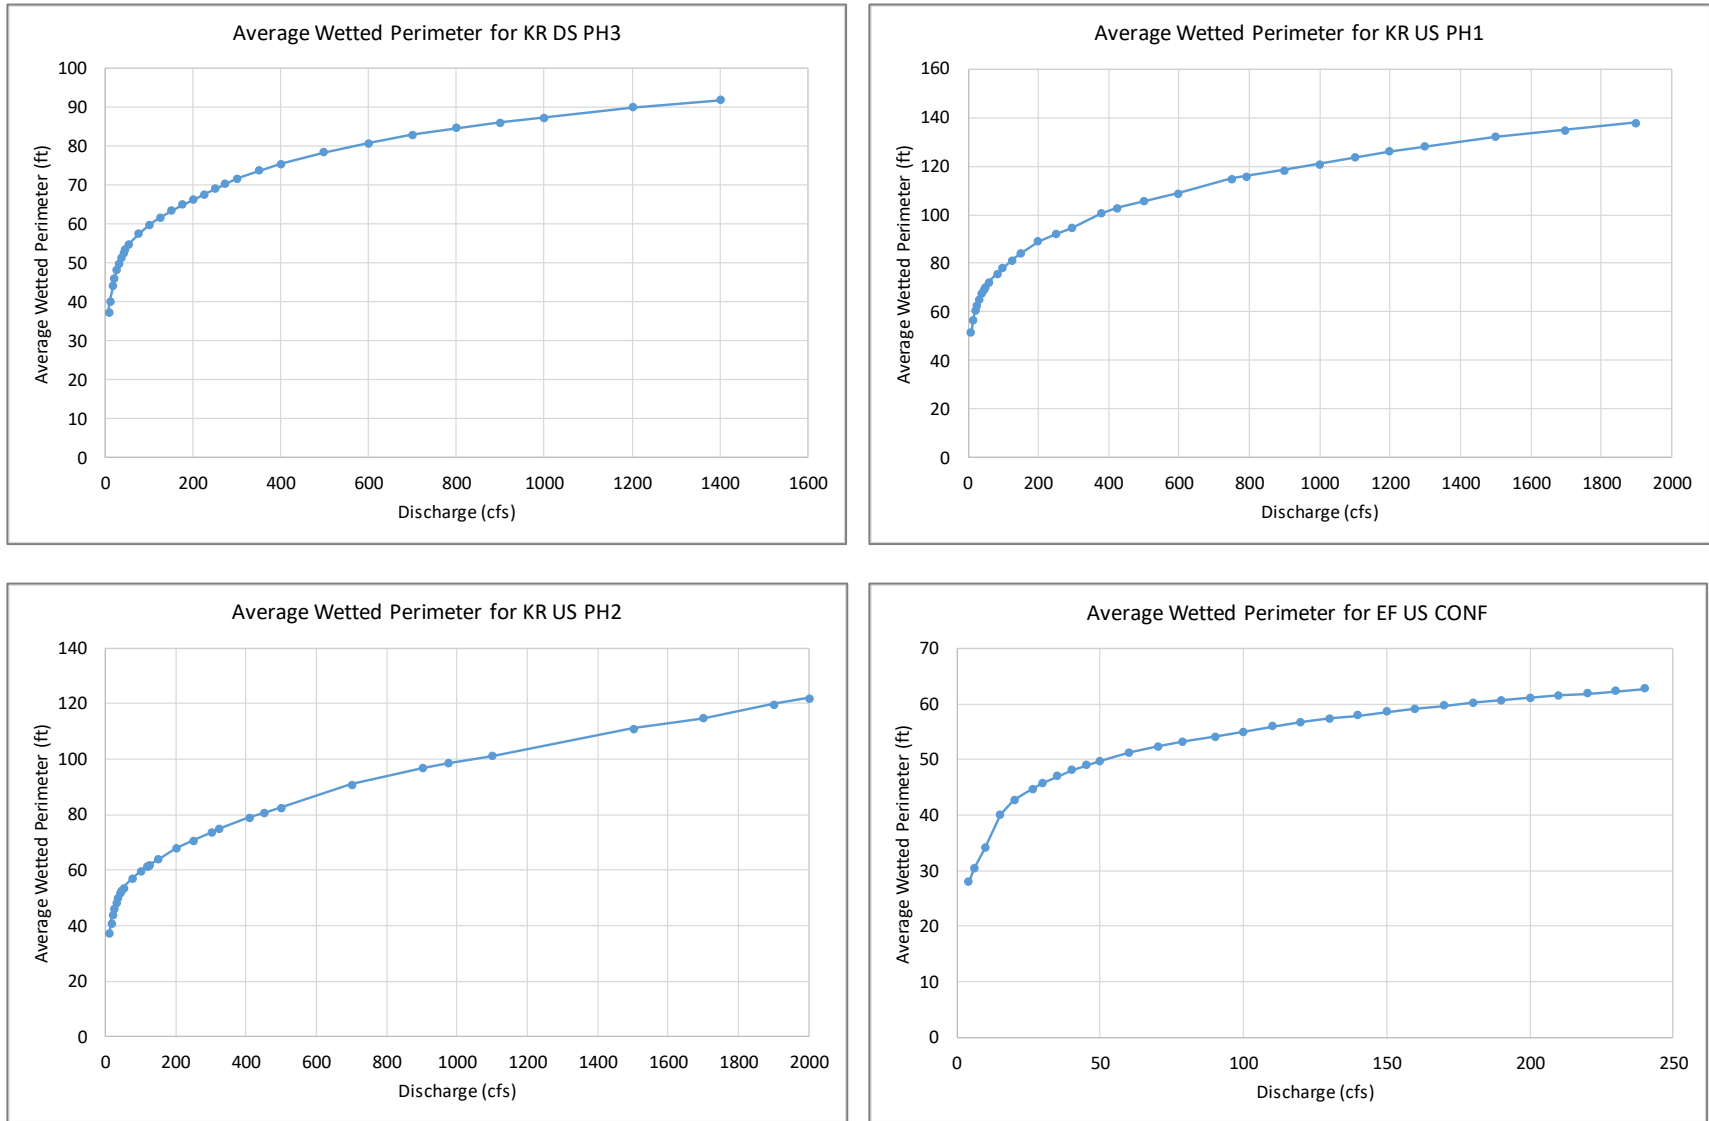 Average Wetted Perimeter for KR DS PH3
Average Wetted Perimeter (ft)
100
90
80
70
60
50
40
30
20
10
0
0 200 400 600 800 1000 1200 1400 1600
Discharge (cfs)
Average Wetted Perimeter for KR US PH1
Average Wetted Perimeter (ft)
160
140
120
100
80
60
40
20
0
0 200 400 600 800 1000 1200 1400 1600 1800 2000
Discharge (cfs)
Average Wetted Perimeter for KR US PH2
Average Wetted Perimeter (ft)
140
120
100
80
60
40
20
0
0 200 400 600 800 1000 1200 1400 1600 1800 2000
Discharge (cfs)
Average Wetted Perimeter for EF US CONF
Average Wetted Perimeter (ft)
70
60
50
40
30
20
10
0
0 50 100 150 200 250
Discharge (cfs)